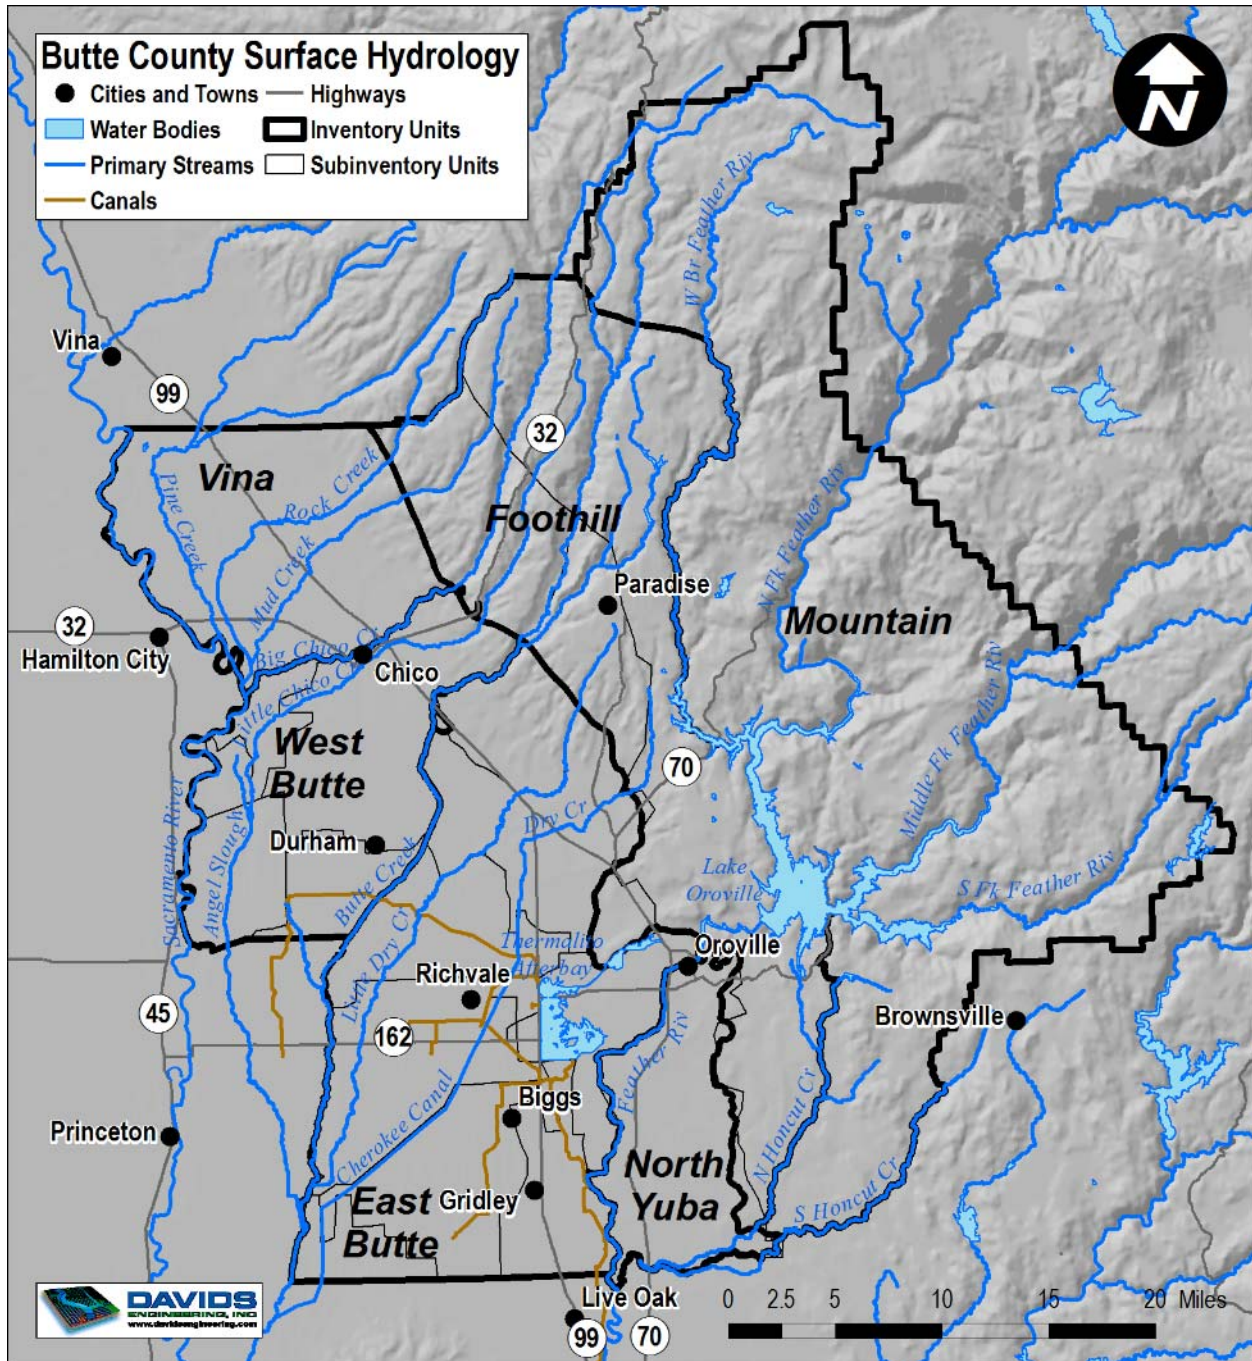 Butte County Surface Hydrology
Cities and Towns
Highways
Water Bodies
Inventory Units
Primary Streams
Subinventory Units
Canals
N
W Br Feather Riv
Vina
99
32
Vina
Pine Creek
Rock Creek
Foothill
Mud Creek
N Fk Feather Riv
Paradise
Mountain
32
Hamilton City
Big Chico Cr
Chico
Little Chico Cr
West
Butte
Middle Fk Feather Riv
70
Sacramento River
Angel Slough
Durham
Dry Cr
Butte Creek
Lake
Oroville
S Fk Feather Riv
Little Dry Cr
Thermalito
Afterbay
Oroville
Richvale
45
162
Brownsville
Feather Riv
Biggs
Princeton
Cherokee Canal
N Honcut Cr
North
Yuba
S Honcut Cr
East
Butte
Gridley
Live Oak
99
70
0 2.5 5 10 15 20 Miles
DAVIDS
ENGINEERING, INC
www.davidsengineering.com